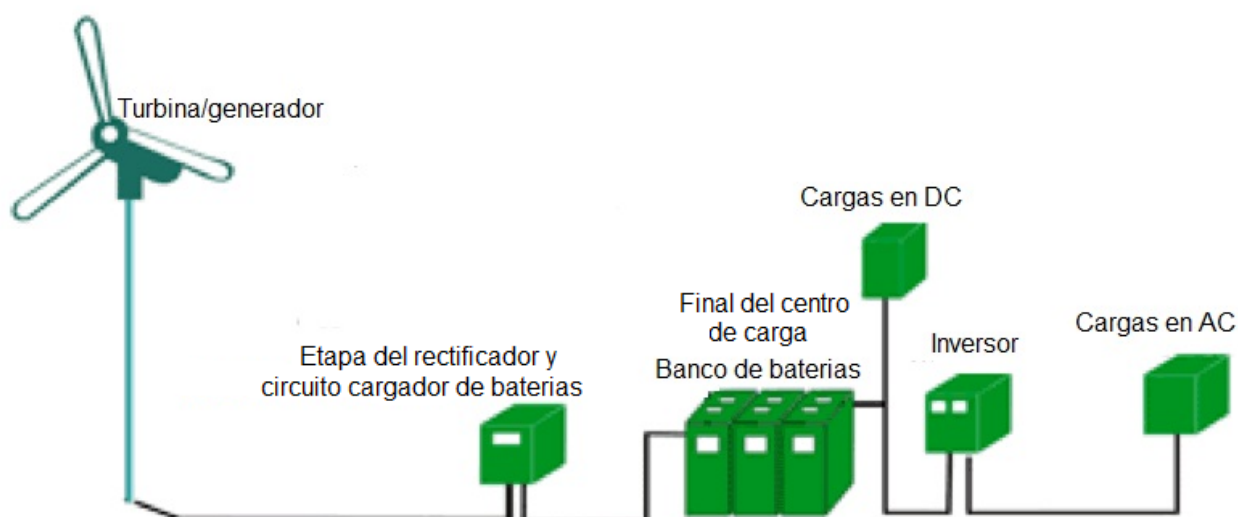 Turbina/generador
Cargas en DC
Final del centro
de carga
Banco de baterias
Inversor
Cargas en AC
Etapa del rectificador y
circuito cargador de baterias